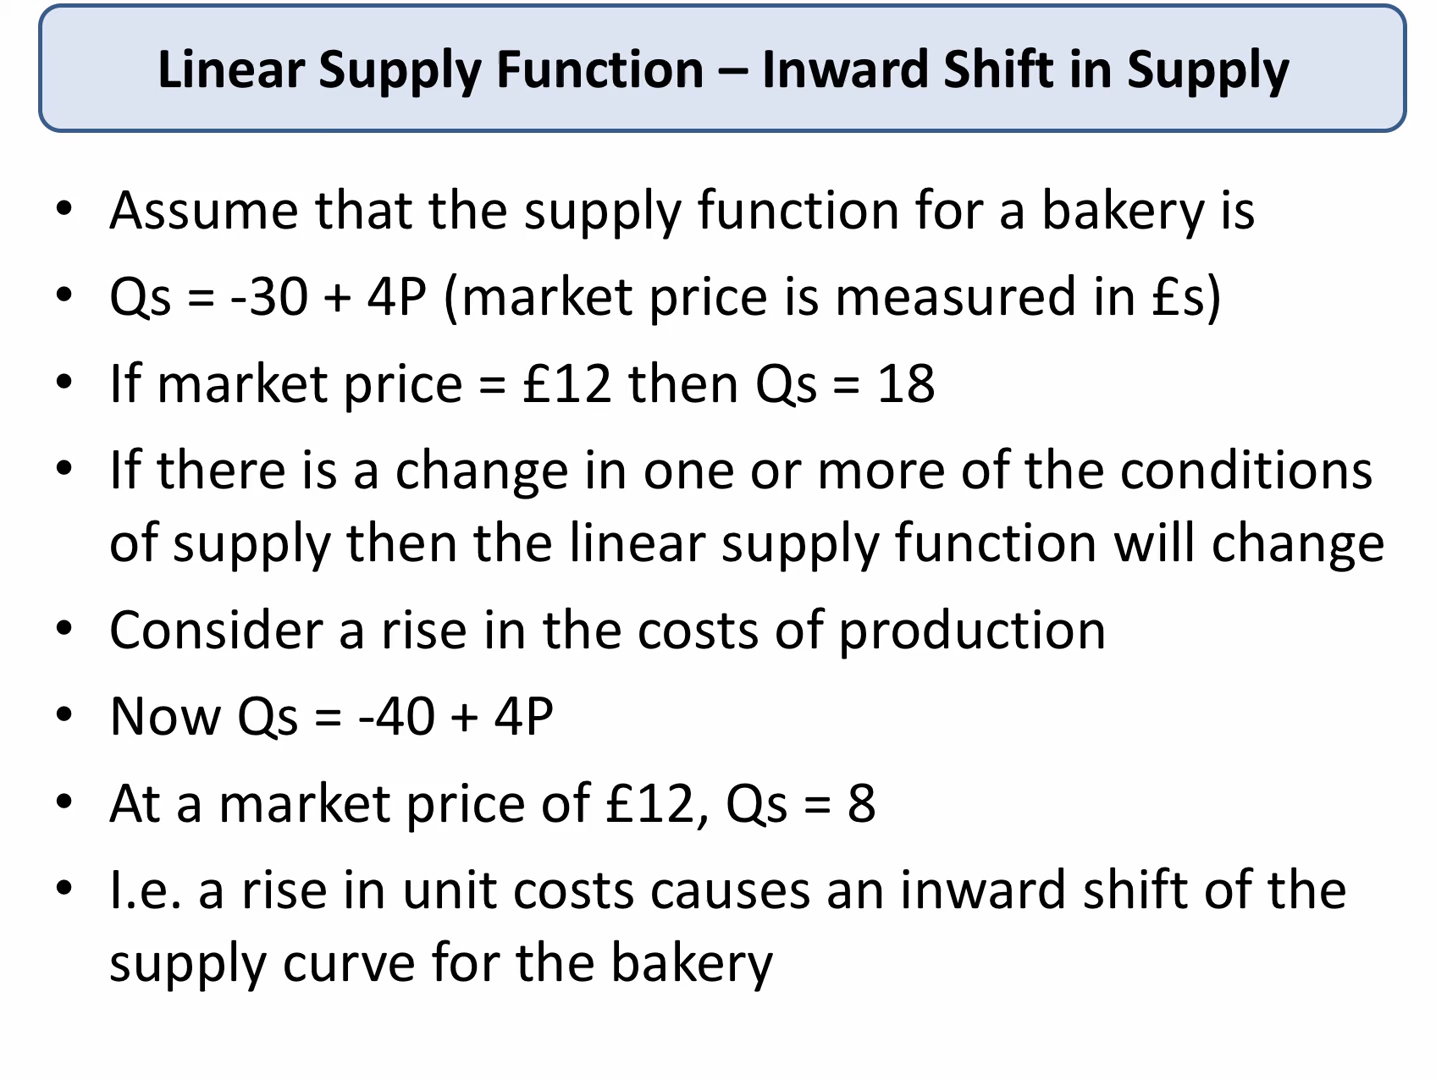 Linear Supply Function – Inward Shift in Supply
• Assume that the supply function for a bakery is
• Qs = -30 + 4P (market price is measured in £s)
• If market price = £12 then Qs = 18
• If there is a change in one or more of the conditions
of supply then the linear supply function will change
• Consider a rise in the costs of production
• Now Qs = -40 + 4P
• At a market price of £12, Qs = 8
• I.e. a rise in unit costs causes an inward shift of the
supply curve for the bakery